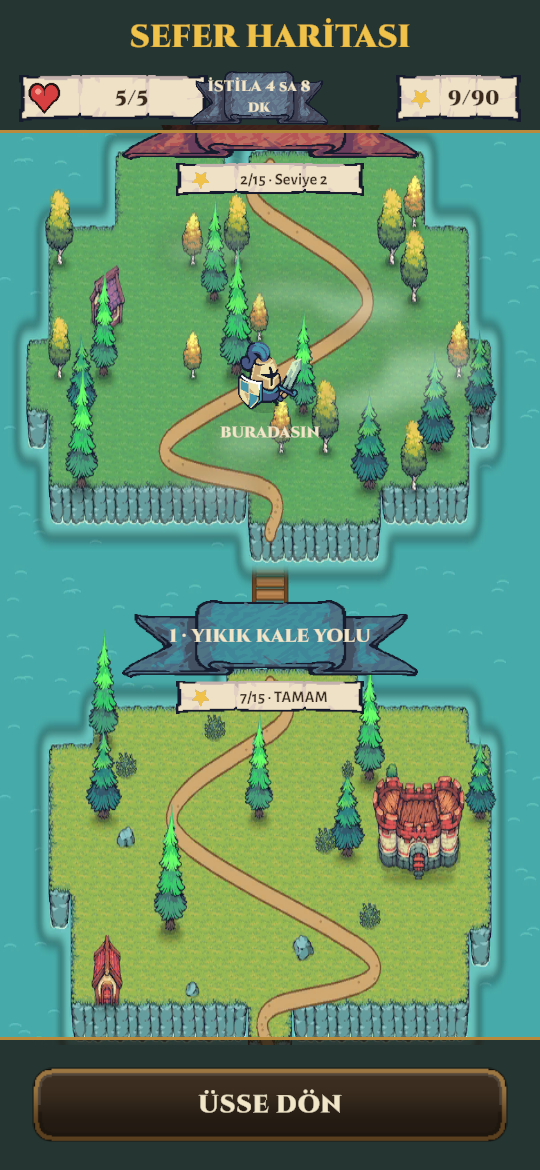 SEFER HARİTASI
5/5
İSTİLA 4 SA 8
DK
9/90
2/15 · Seviye 2
BURADASIN
1 · YIKIK KALE YOLU
7/15 · TAMAM
ÜSSE DÖN